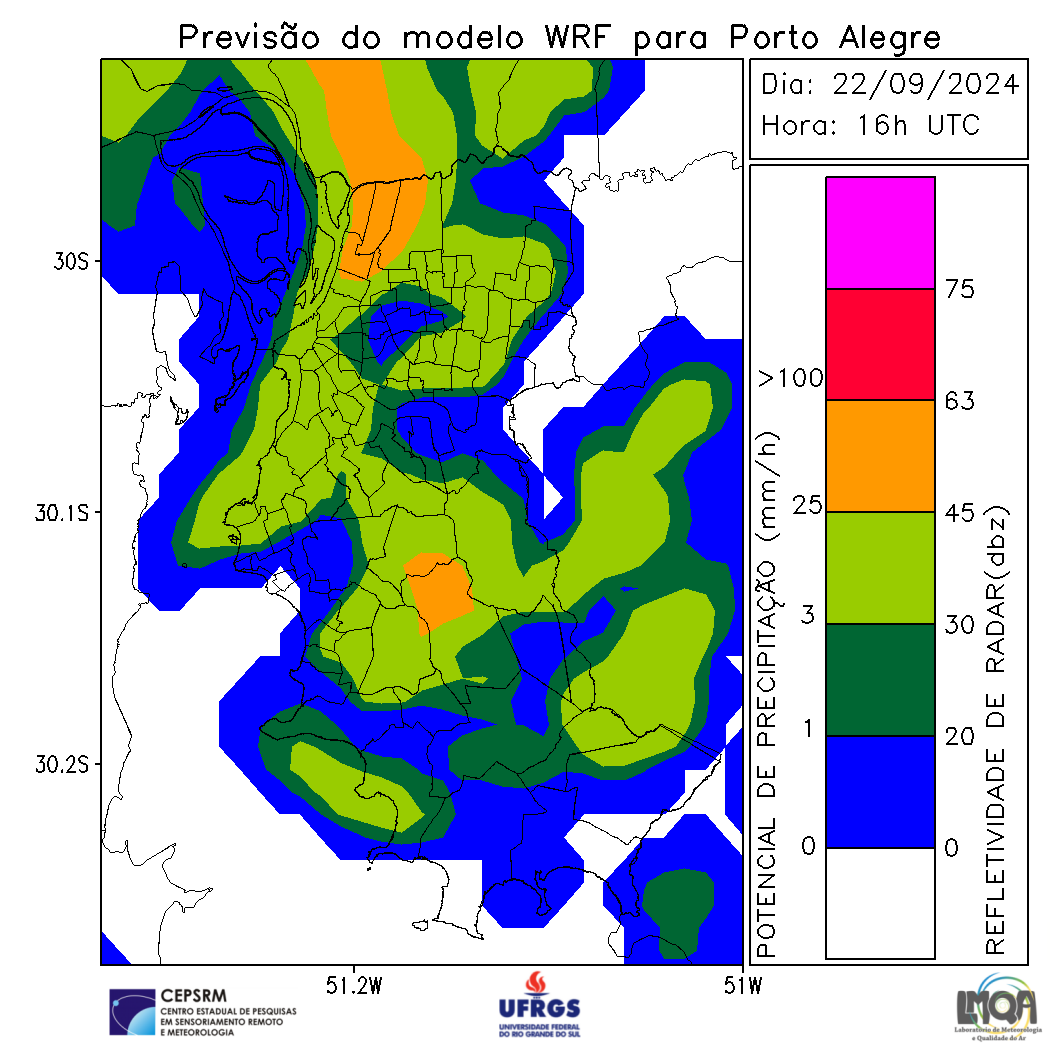 Previsão do modelo WRF para Porto Alegre
Dia: 22/09/2024
Hora: 16h UTC
30S
30.1S
30.2S
51.2W
51W
POTENCIAL DE PRECIPITAÇÃO (mm/h)
>100
25
3
1
0
75
63
45
30
20
0
REFLETIVIDADE DE RADAR(dbz)
CEPSRM
CENTRO ESTADUAL DE PESQUISAS
EM SENSORIAMENTO REMOTO
E METEOROLOGIA
UFRGS
UNIVERSIDADE FEDERAL
DO RIO GRANDE DO SUL
LMQA
Laboratório de Meteorologia
e Qualidade do Ar